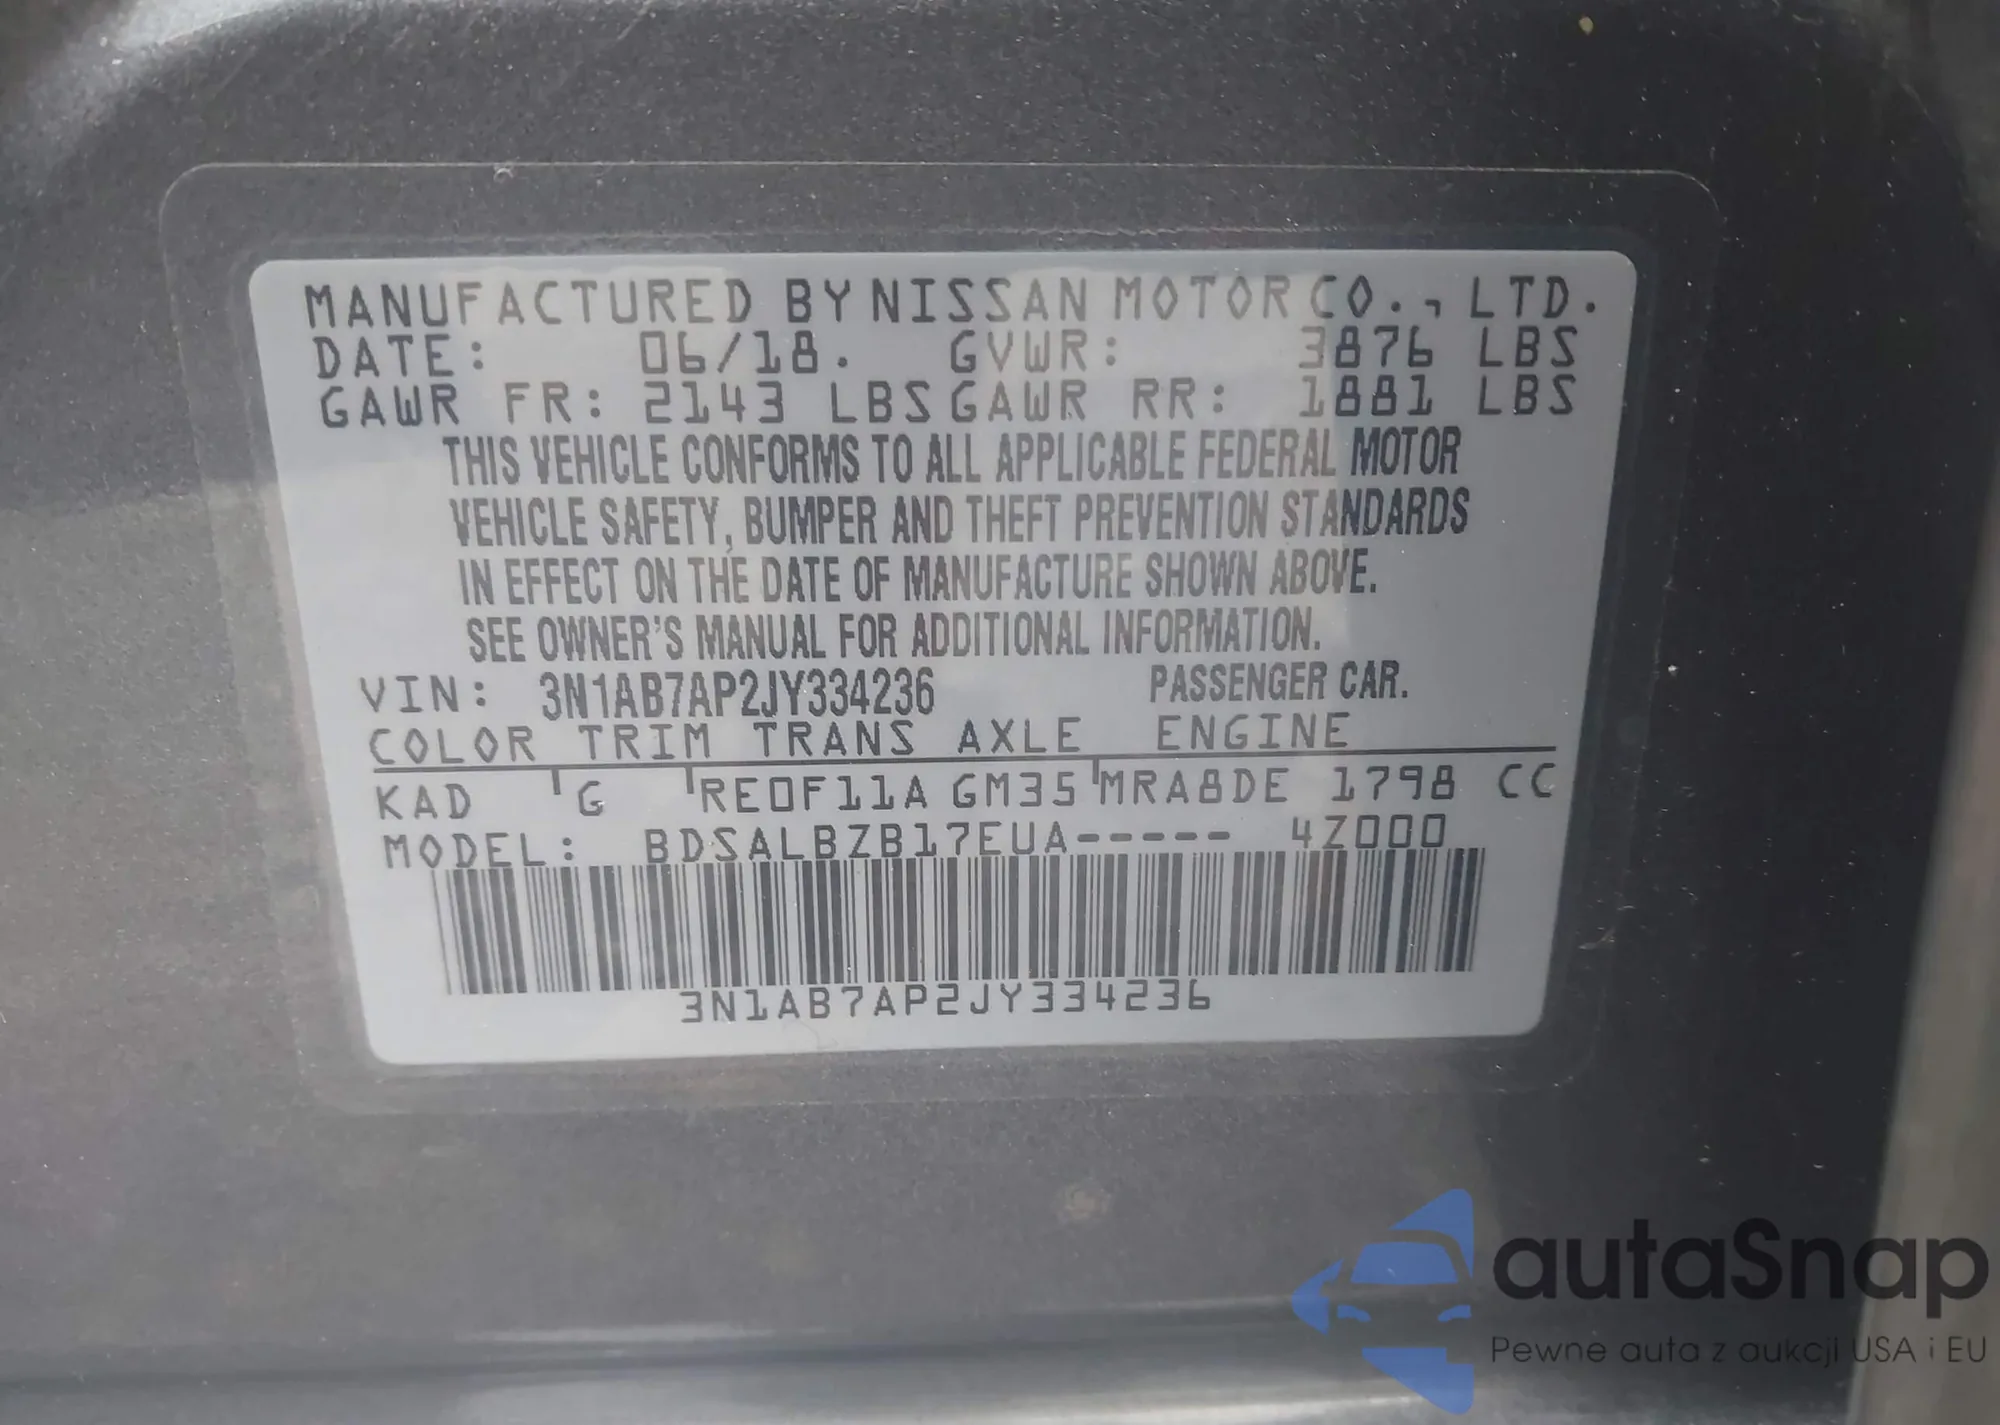 MANUFACTURED BY NISSAN MOTOR CO., LTD.
DATE: 06/18. GVWR: 3876 LBS
GAWR FR: 2143 LBS GAWR RR: 1881 LBS
THIS VEHICLE CONFORMS TO ALL APPLICABLE FEDERAL MOTOR
VEHICLE SAFETY, BUMPER AND THEFT PREVENTION STANDARDS
IN EFFECT ON THE DATE OF MANUFACTURE SHOWN ABOVE.
SEE OWNER'S MANUAL FOR ADDITIONAL INFORMATION.
VIN: 3N1AB7AP2JY334236 PASSENGER CAR.
COLOR TRIM TRANS AXLE ENGINE
KAD G RE0F11A GM35 MRA8DE 1798 CC
MODEL: BDSALBZB17EUA----- 4Z000
3N1AB7AP2JY334236
autaSnap
Pewne auta z aukcji USA i EU